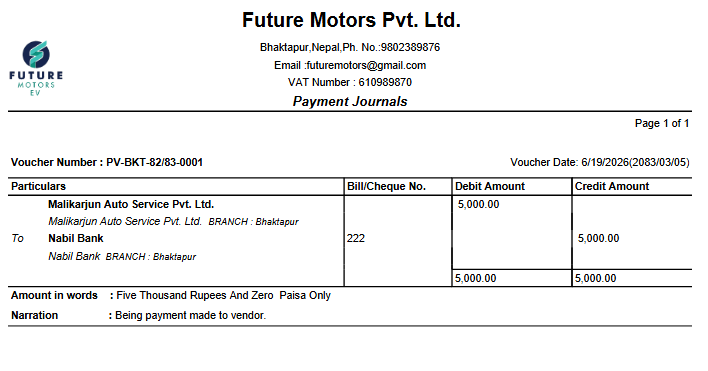 Future Motors Pvt. Ltd.
Bhaktapur,Nepal,Ph. No.:9802389876
Email :futuremotors@gmail.com
VAT Number : 610989870
Payment Journals
FUTURE
MOTORS
EV
Page 1 of 1
Voucher Number : PV-BKT-82/83-0001 Voucher Date: 6/19/2026(2083/03/05)
Particulars Bill/Cheque No. Debit Amount Credit Amount
Malikarjun Auto Service Pvt. Ltd. 5,000.00
Malikarjun Auto Service Pvt. Ltd. BRANCH : Bhaktapur
To Nabil Bank 222 5,000.00
Nabil Bank BRANCH : Bhaktapur
5,000.00 5,000.00
Amount in words : Five Thousand Rupees And Zero Paisa Only
Narration : Being payment made to vendor.